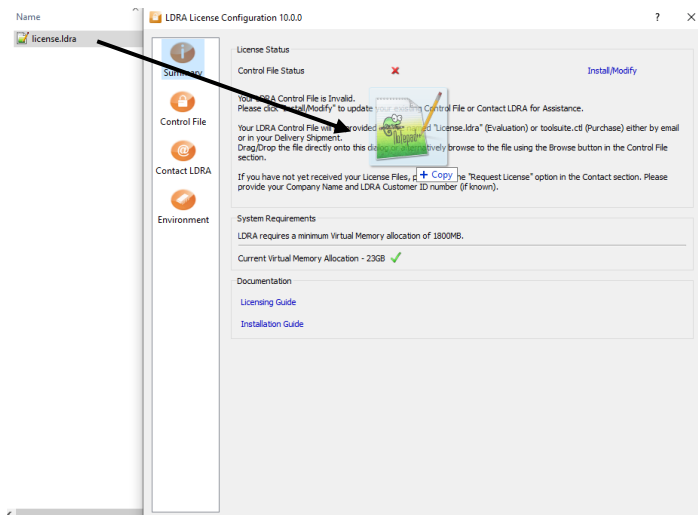 Name
license.ldra
LDRA License Configuration 10.0.0
?
Summary
Control File
Contact LDRA
Environment
License Status
Control File Status
Install/Modify
Your LDRA Control File is Invalid.
Please click "Install/Modify" to update your existing Control File or Contact LDRA for Assistance.
Your LDRA Control File will provided named "License.ldra" (Evaluation) or toolsuite.ctl (Purchase) either by email
or in your Delivery Shipment.
Drag/Drop the file directly onto this dialog or alternatively browse to the file using the Browse button in the Control File
section.
If you have not yet received your License Files, the "Request License" option in the Contact section. Please
provide your Company Name and LDRA Customer ID number (if known).
+ Copy
System Requirements
LDRA requires a minimum Virtual Memory allocation of 1800MB.
Current Virtual Memory Allocation - 23GB
Documentation
Licensing Guide
Installation Guide